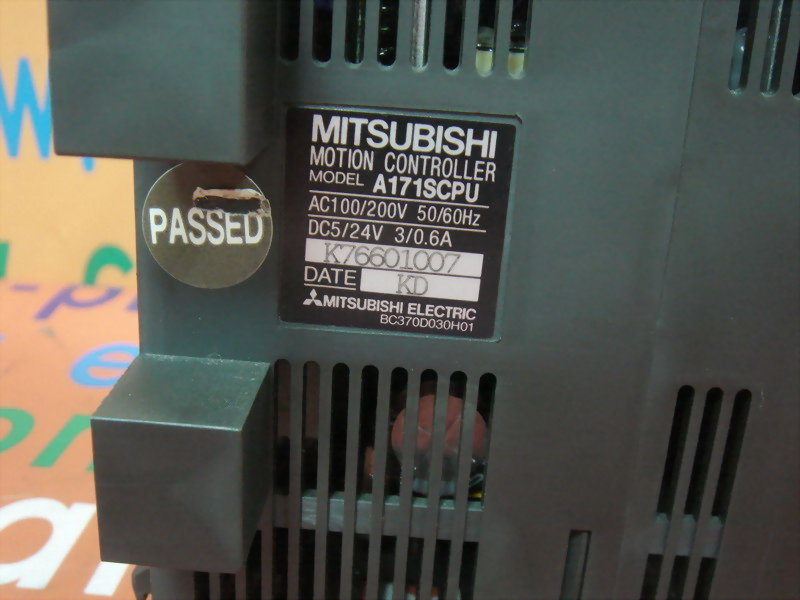 MITSUBISHI
MOTION CONTROLLER
MODEL A171SCPU
AC100/200V 50/60Hz
DC5/24V 3/0.6A
K76601007
DATE KD
MITSUBISHI ELECTRIC
BC370D030H01
PASSED